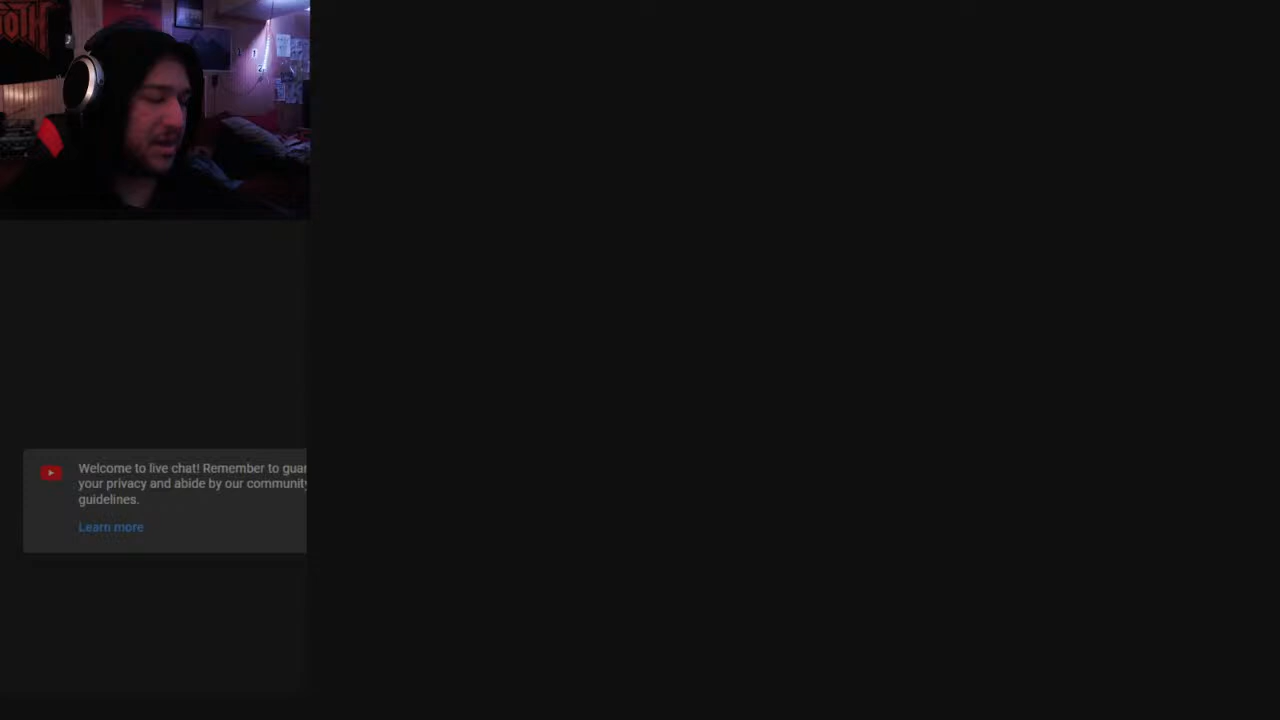 Welcome to live chat! Remember to guar
your privacy and abide by our community
guidelines.
Learn more